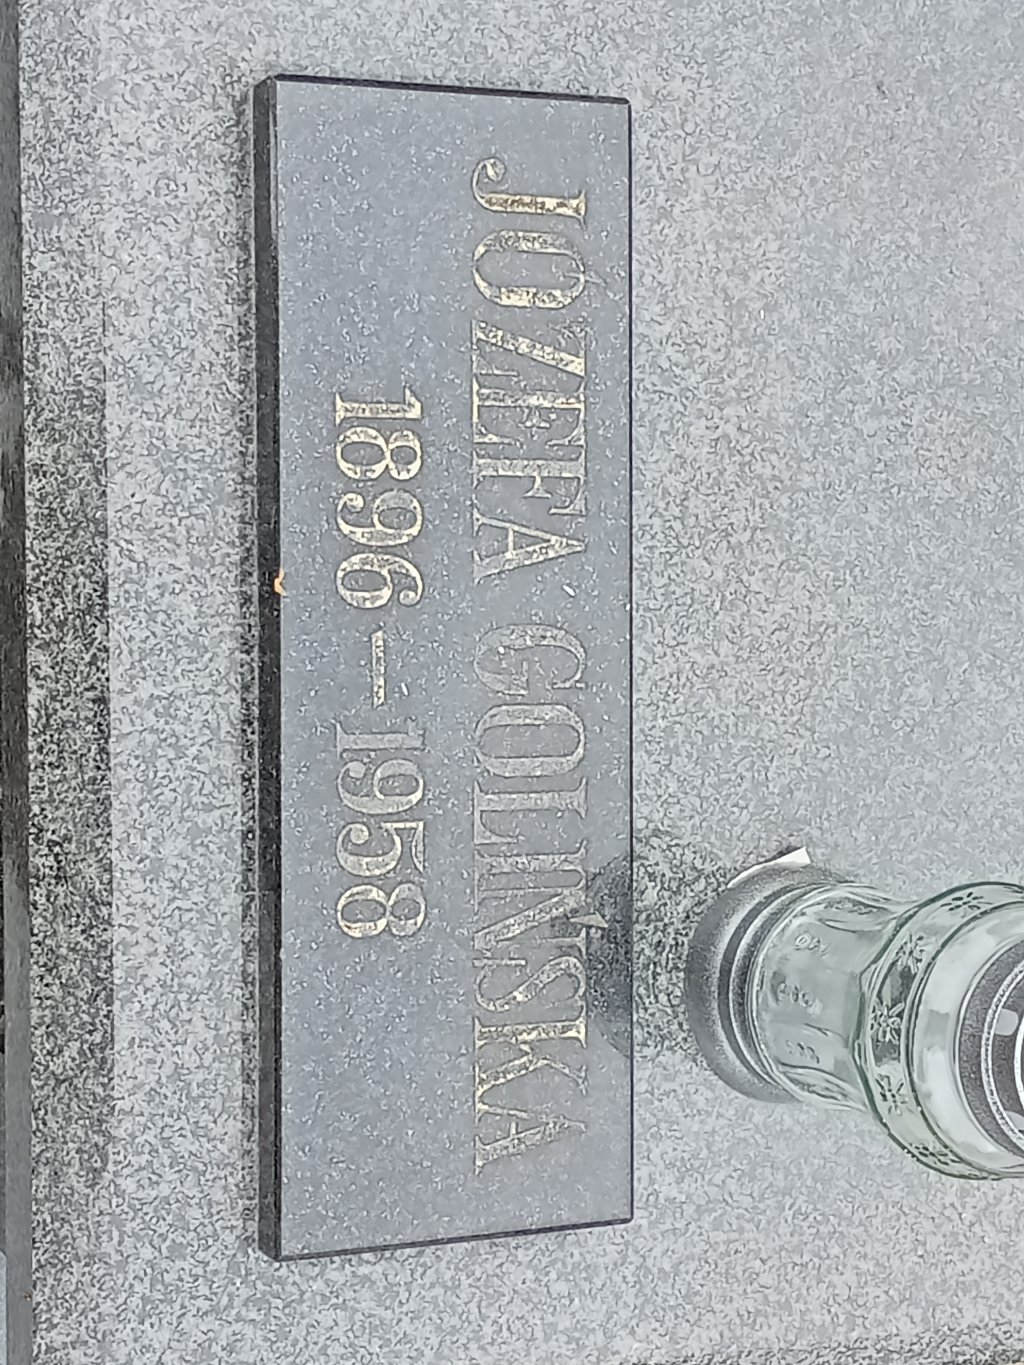 JÓZEFA GOLIŃSKA
1896 — 1958